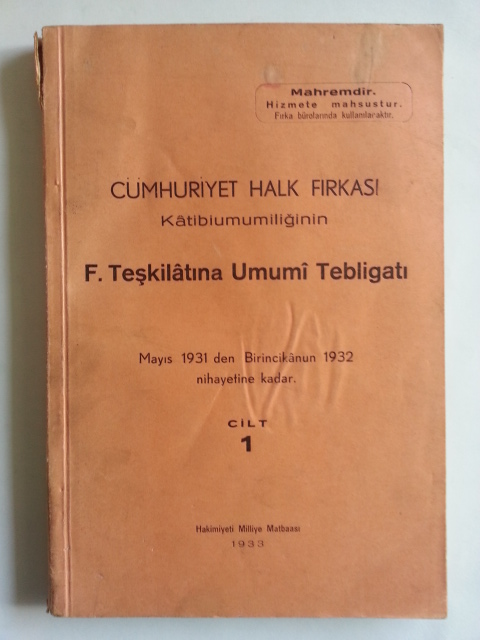 Mahremdir.
Hizmete mahsustur.
Fırka bürolarında kullanılacaktır.
CÜMHURİYET HALK FIRKASI
Kâtibiumumiliğinin
F. Teşkilâtına Umumî Tebligatı
Mayıs 1931 den Birincikânun 1932
nihayetine kadar.
CİLT
1
Hakimiyeti Milliye Matbaası
1933